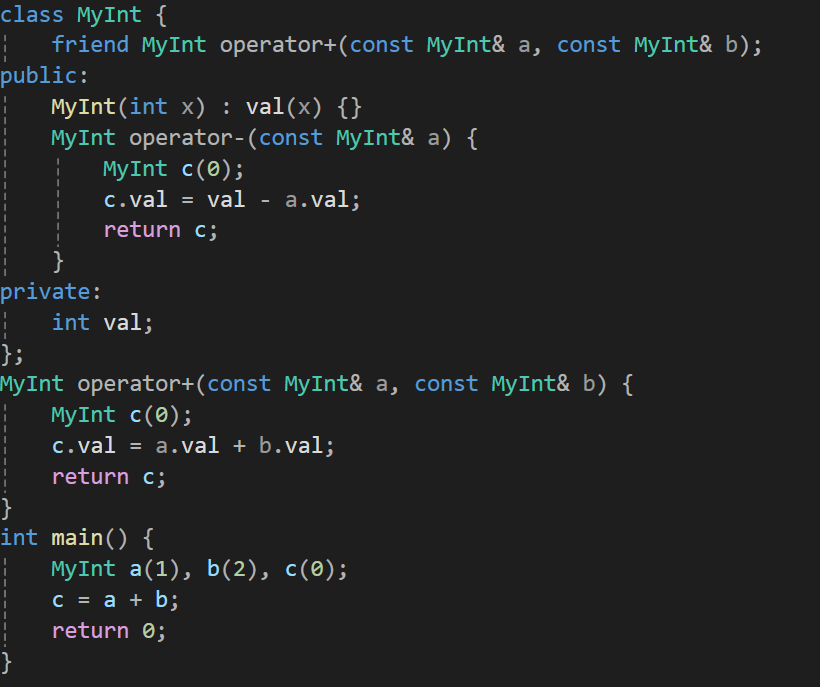 class MyInt {
    friend MyInt operator+(const MyInt& a, const MyInt& b);
public:
    MyInt(int x) : val(x) {}
    MyInt operator-(const MyInt& a) {
        MyInt c(0);
        c.val = val - a.val;
        return c;
    }
private:
    int val;
};
MyInt operator+(const MyInt& a, const MyInt& b) {
    MyInt c(0);
    c.val = a.val + b.val;
    return c;
}
int main() {
    MyInt a(1), b(2), c(0);
    c = a + b;
    return 0;
}